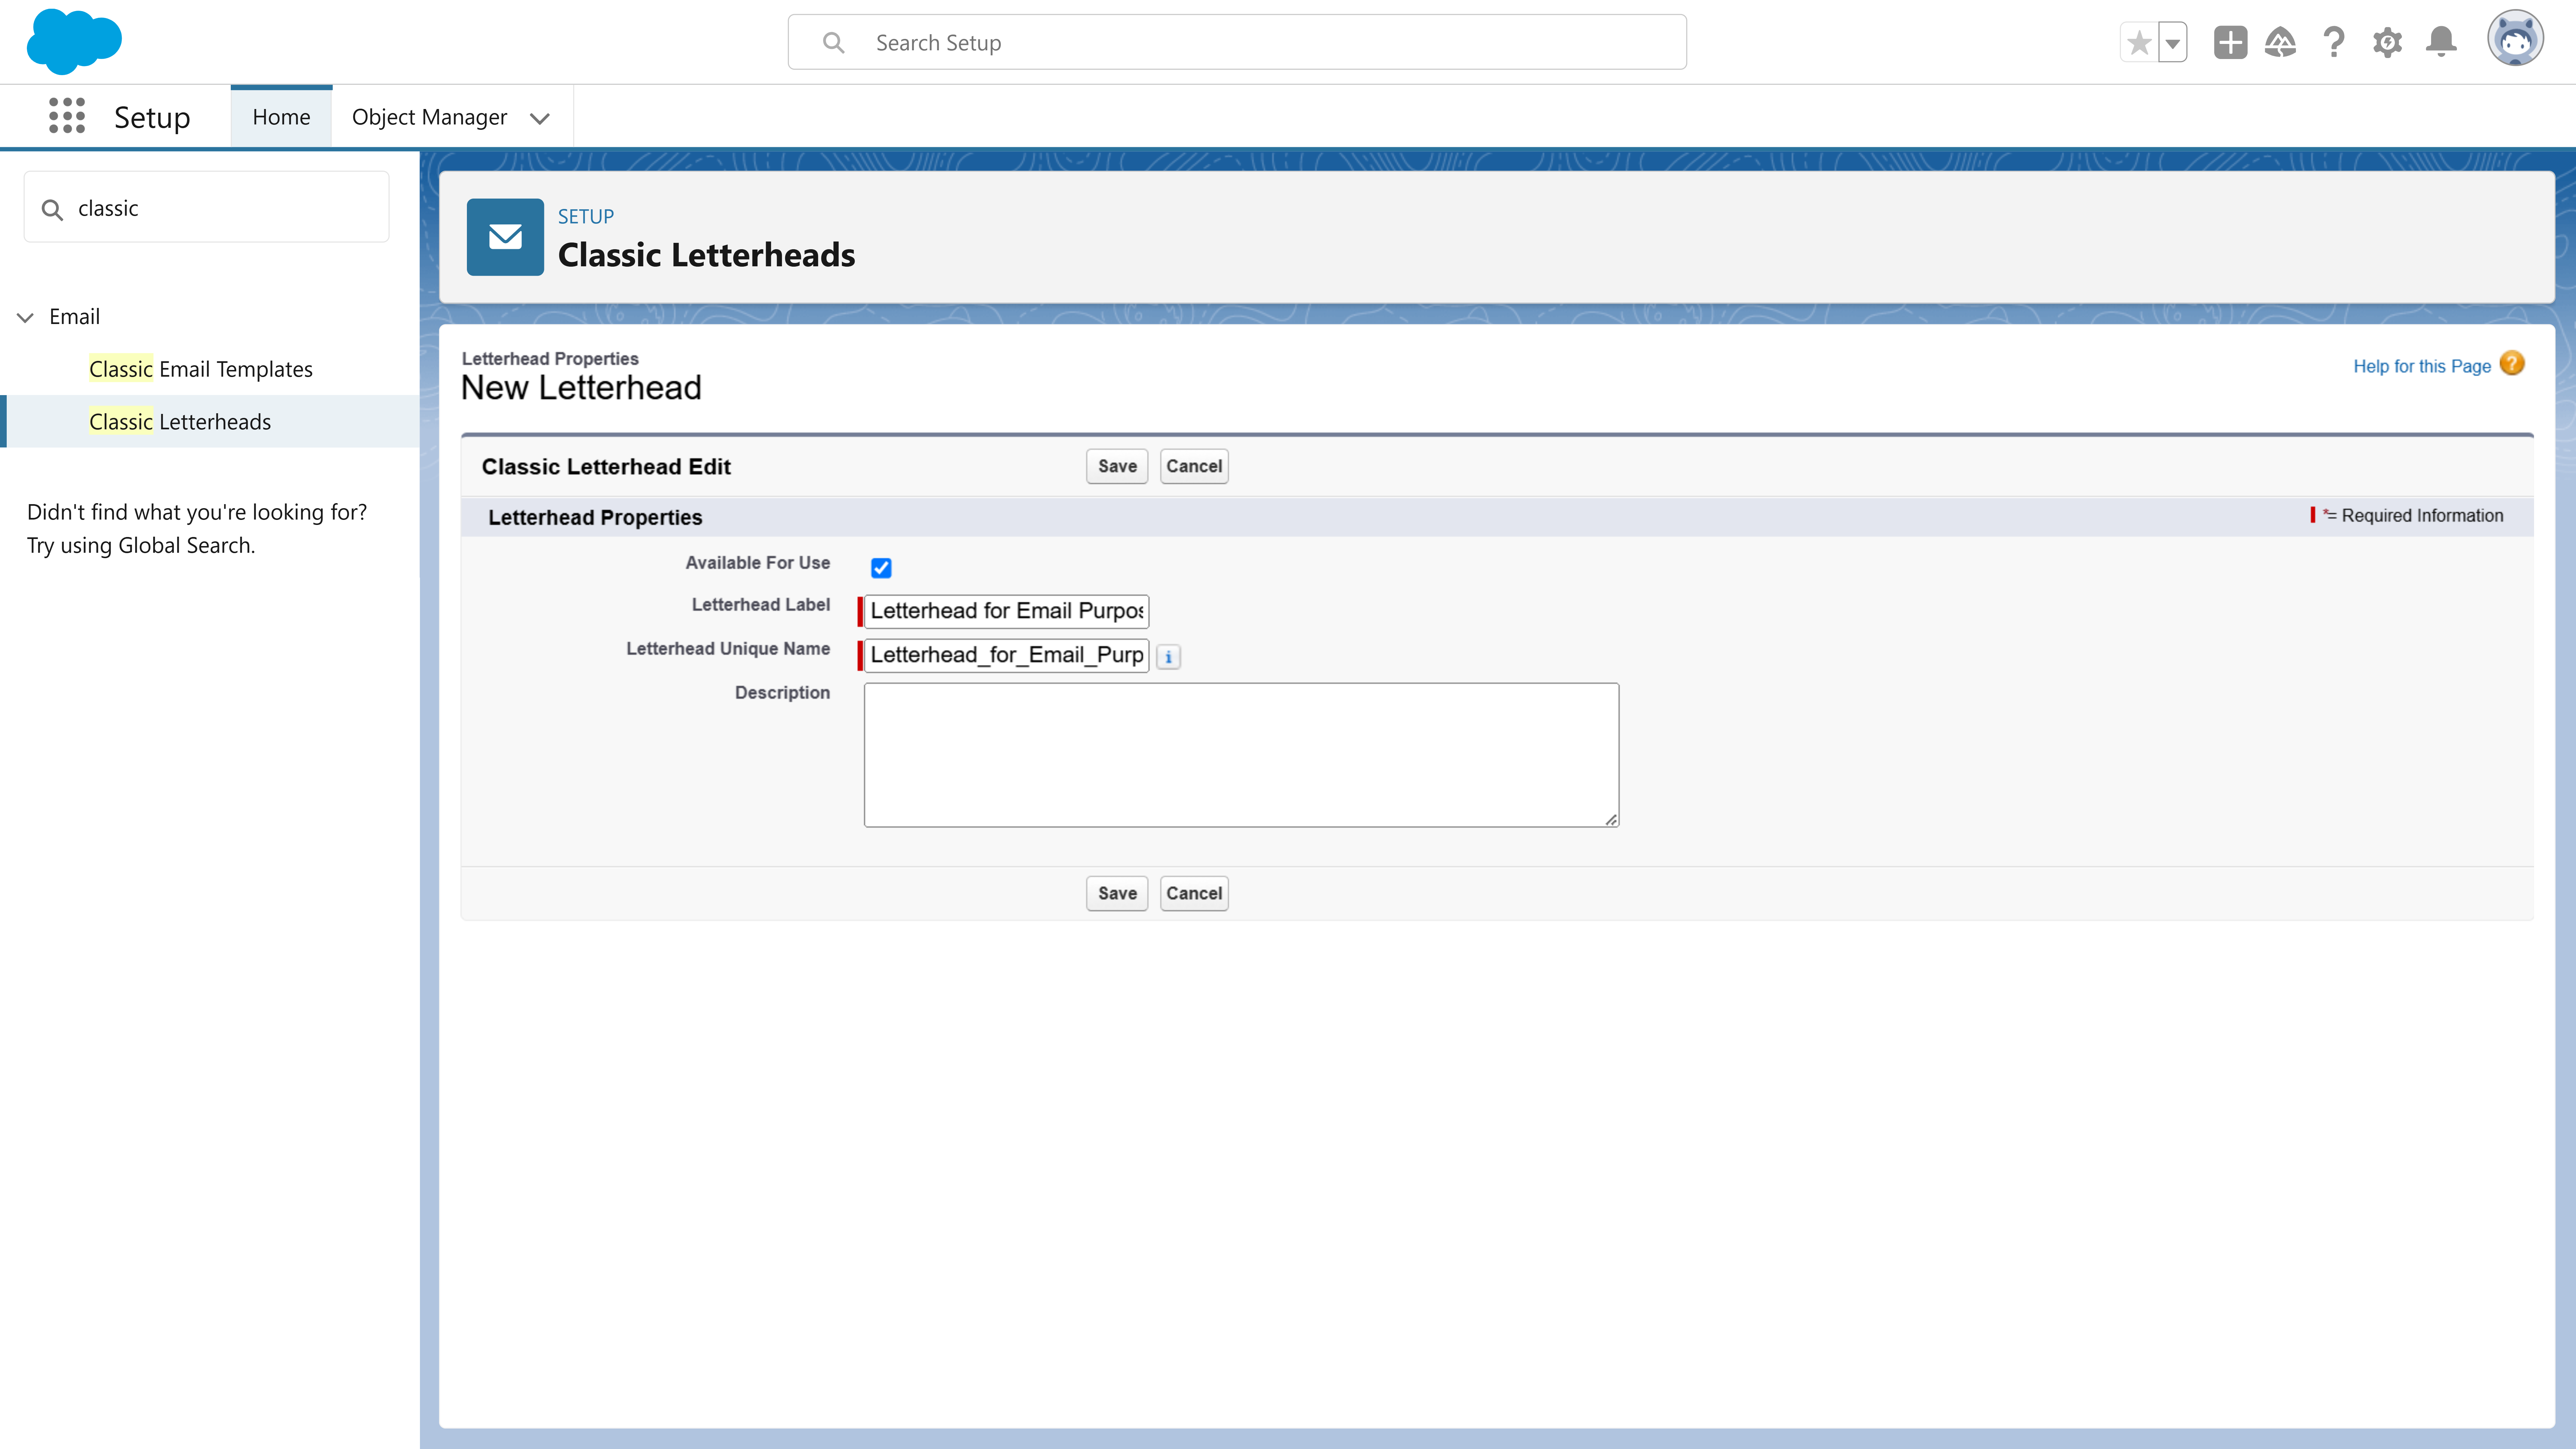 Search Setup
Setup
Home
Object Manager
classic
Email
Classic Email Templates
Classic Letterheads
Didn't find what you're looking for?
Try using Global Search.
SETUP
Classic Letterheads
Letterhead Properties
New Letterhead
Help for this Page
Classic Letterhead Edit
Save
Cancel
Letterhead Properties
*= Required Information
Available For Use
Letterhead Label
Letterhead for Email Purpos
Letterhead Unique Name
Letterhead_for_Email_Purp
Description
Save
Cancel